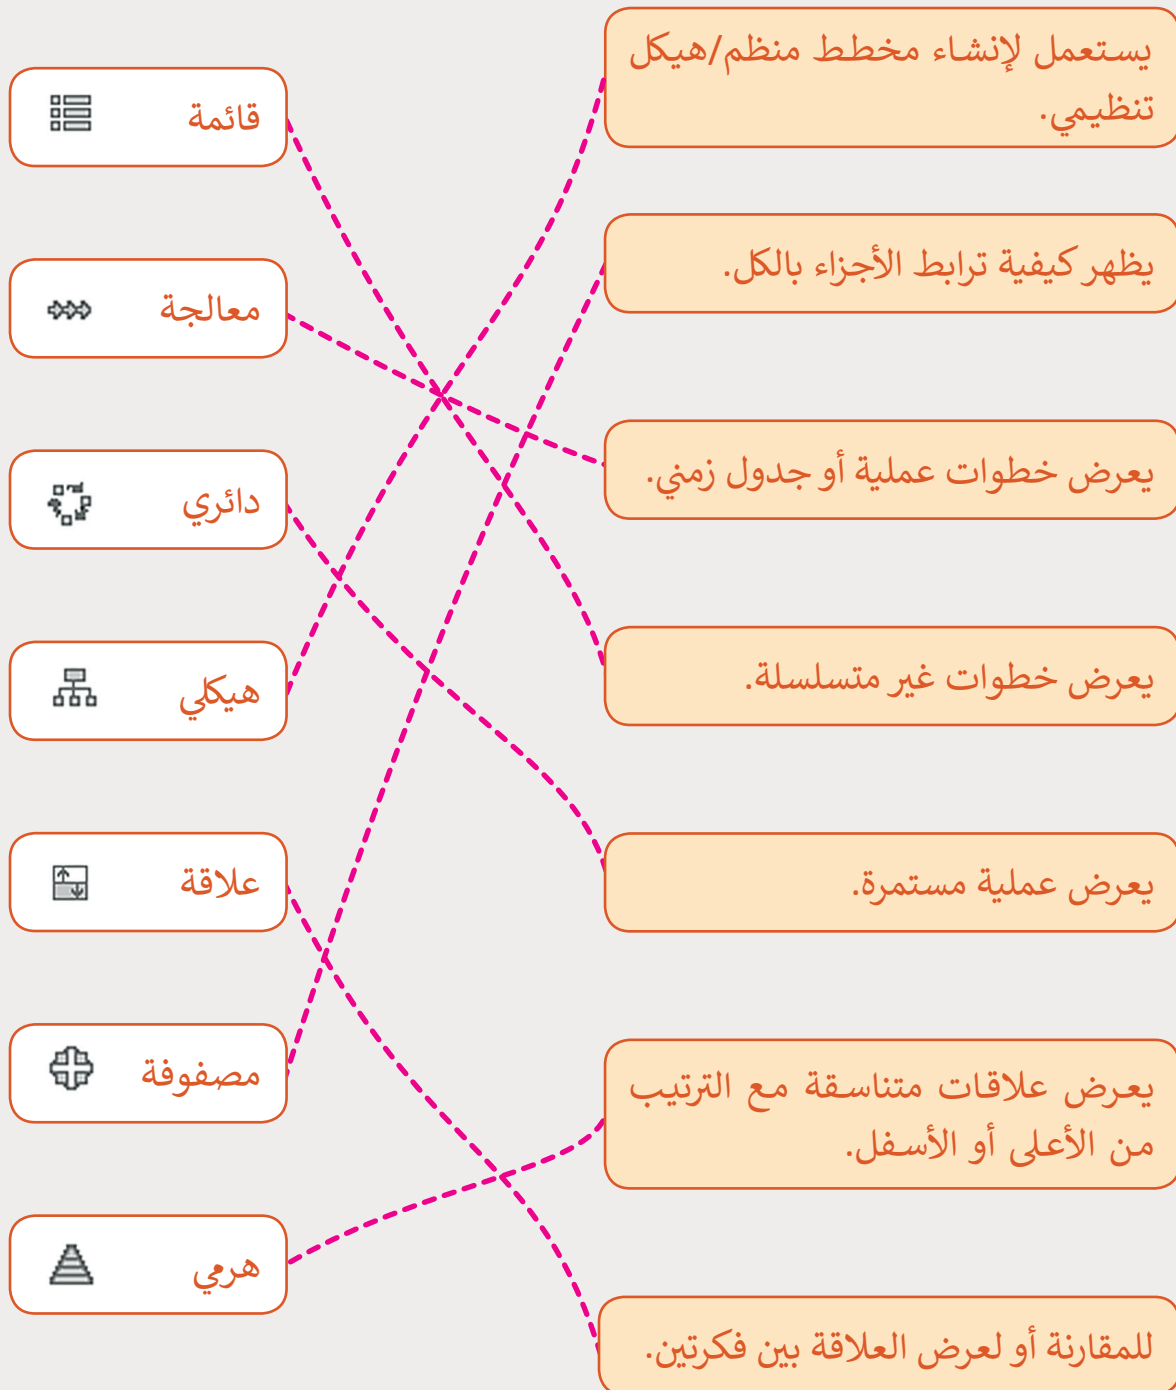 يستعمل لإنشاء مخطط منظم/هيكل
تنظيمي.
يظهر كيفية ترابط الأجزاء بالكل.
يعرض خطوات عملية أو جدول زمني.
يعرض خطوات غير متسلسلة.
يعرض عملية مستمرة.
يعرض علاقات متناسقة مع الترتيب
من الأعلى أو الأسفل.
للمقارنة أو لعرض العلاقة بين فكرتين.
قائمة
معالجة
دائري
هيكلي
علاقة
مصفوفة
هرمي